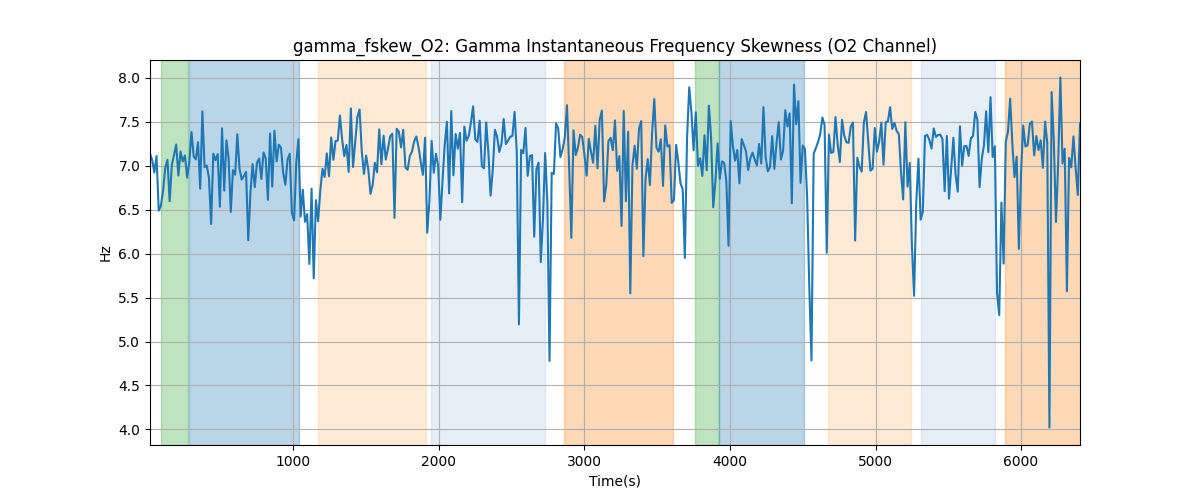 gamma_fskew_O2: Gamma Instantaneous Frequency Skewness (O2 Channel)
8.0
7.5
7.0
6.5
6.0
5.5
5.0
4.5
4.0
Hz
1000 2000 3000 4000 5000 6000
Time(s)